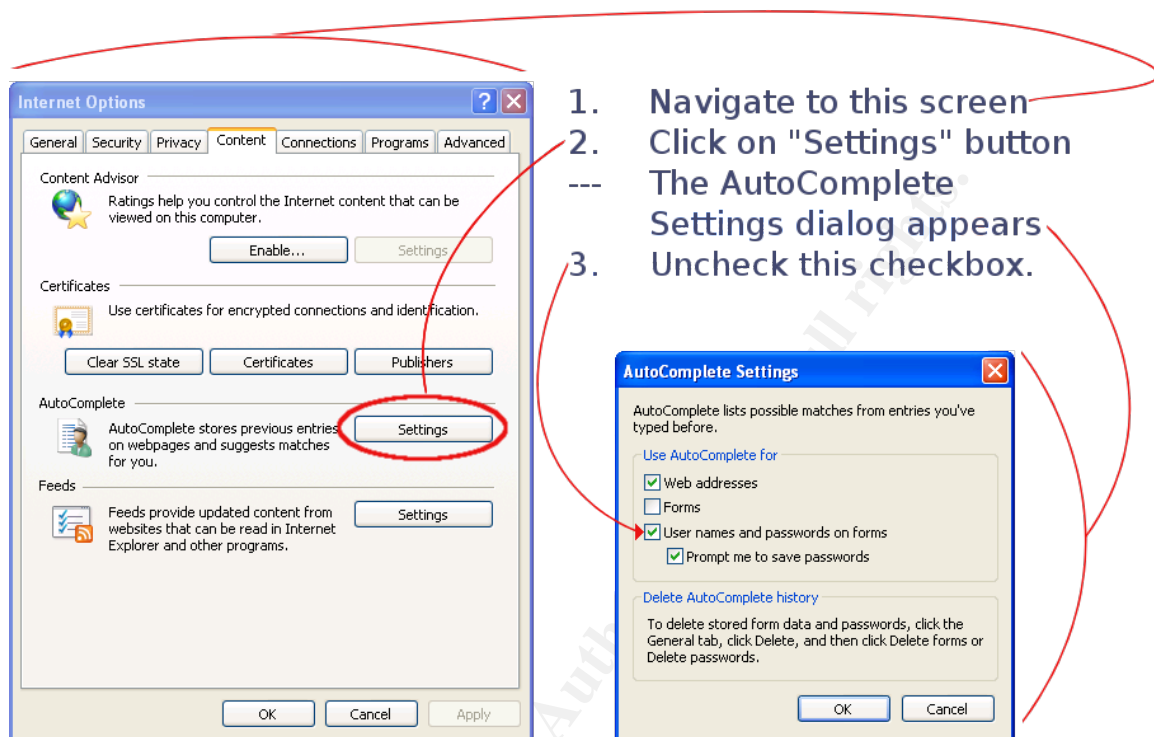 Internet Options
General Security Privacy Content Connections Programs Advanced
Content Advisor
Ratings help you control the Internet content that can be
viewed on this computer.
Enable... Settings
Certificates
Use certificates for encrypted connections and identification.
Clear SSL state Certificates Publishers
AutoComplete
AutoComplete stores previous entries
on webpages and suggests matches
for you.
Settings
Feeds
Feeds provide updated content from
websites that can be read in Internet
Explorer and other programs.
Settings
OK Cancel Apply
1. Navigate to this screen
2. Click on "Settings" button
--- The AutoComplete
Settings dialog appears
3. Uncheck this checkbox.
AutoComplete Settings
AutoComplete lists possible matches from entries you've
typed before.
Use AutoComplete for
Web addresses
Forms
User names and passwords on forms
Prompt me to save passwords
Delete AutoComplete history
To delete stored form data and passwords, click the
General tab, click Delete, and then click Delete forms or
Delete passwords.
OK Cancel
ll rights.
Auth